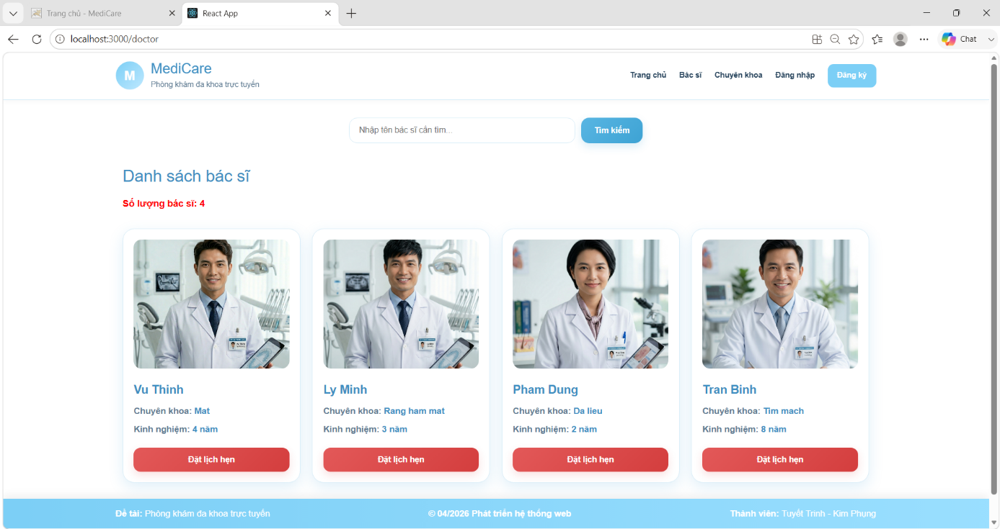 Trang chủ - MediCare
React App
localhost:3000/doctor
Chat
M
MediCare
Phòng khám đa khoa trực tuyến
Trang chủ
Bác sĩ
Chuyên khoa
Đăng nhập
Đăng ký
Nhập tên bác sĩ cần tìm...
Tìm kiếm
Danh sách bác sĩ
Số lượng bác sĩ: 4
Vu Thinh
Chuyên khoa: Mat
Kinh nghiệm: 4 năm
Đặt lịch hẹn
Ly Minh
Chuyên khoa: Rang ham mat
Kinh nghiệm: 3 năm
Đặt lịch hẹn
Pham Dung
Chuyên khoa: Da lieu
Kinh nghiệm: 2 năm
Đặt lịch hẹn
Tran Binh
Chuyên khoa: Tim mach
Kinh nghiệm: 8 năm
Đặt lịch hẹn
Đề tài: Phòng khám đa khoa trực tuyến
© 04/2026 Phát triển hệ thống web
Thành viên: Tuyết Trinh - Kim Phụng